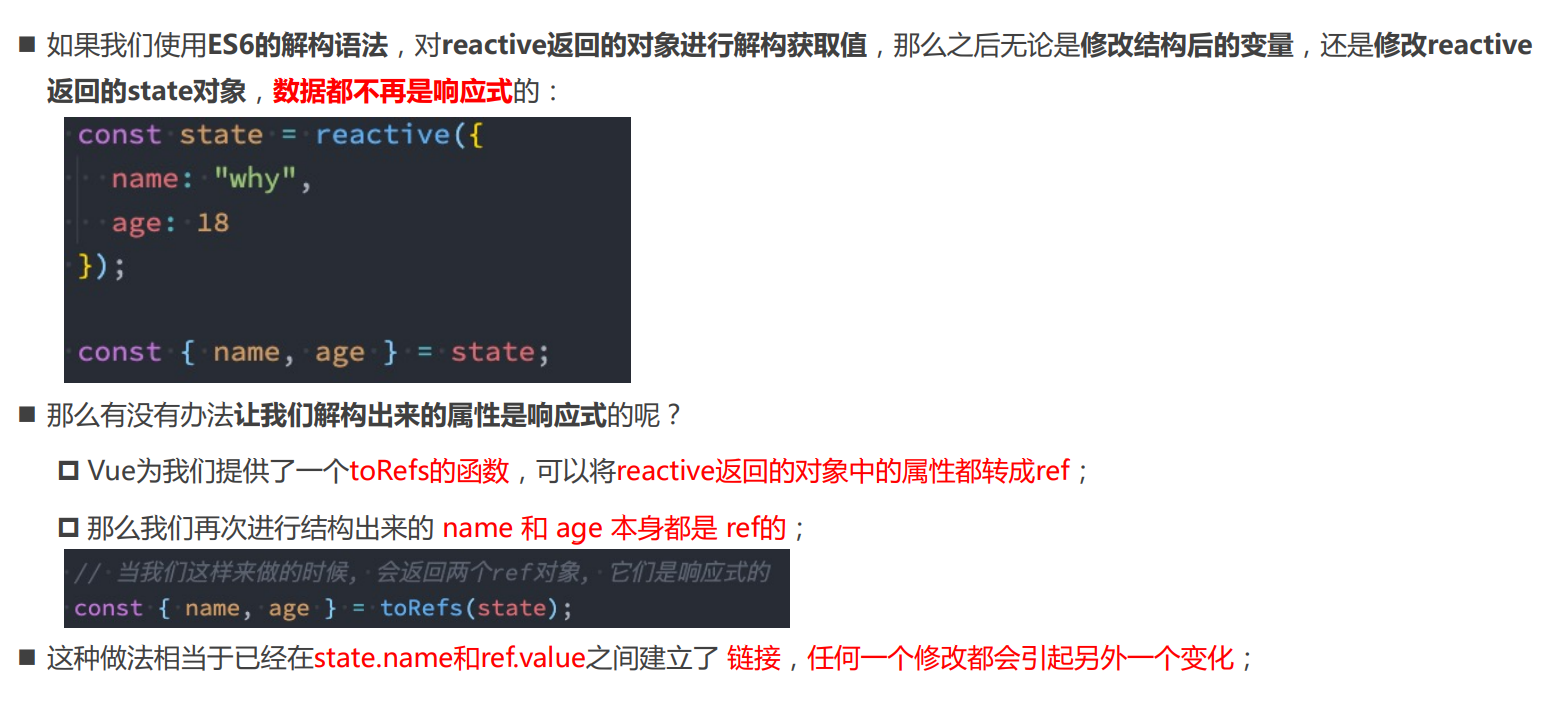 ■ 如果我们使用ES6的解构语法，对reactive返回的对象进行解构获取值，那么之后无论是修改结构后的变量，还是修改reactive
返回的state对象，数据都不再是响应式的：
const state = reactive({
name: "why",
age: 18
});
const { name, age } = state;
■ 那么有没有办法让我们解构出来的属性是响应式的呢？
Vue为我们提供了一个toRefs的函数，可以将reactive返回的对象中的属性都转成ref；
那么我们再次进行结构出来的 name 和 age 本身都是 ref的；
// 当我们这样来做的时候, 会返回两个ref对象, 它们是响应式的
const { name, age } = toRefs(state);
■ 这种做法相当于已经在state.name和ref.value之间建立了 链接，任何一个修改都会引起另外一个变化；